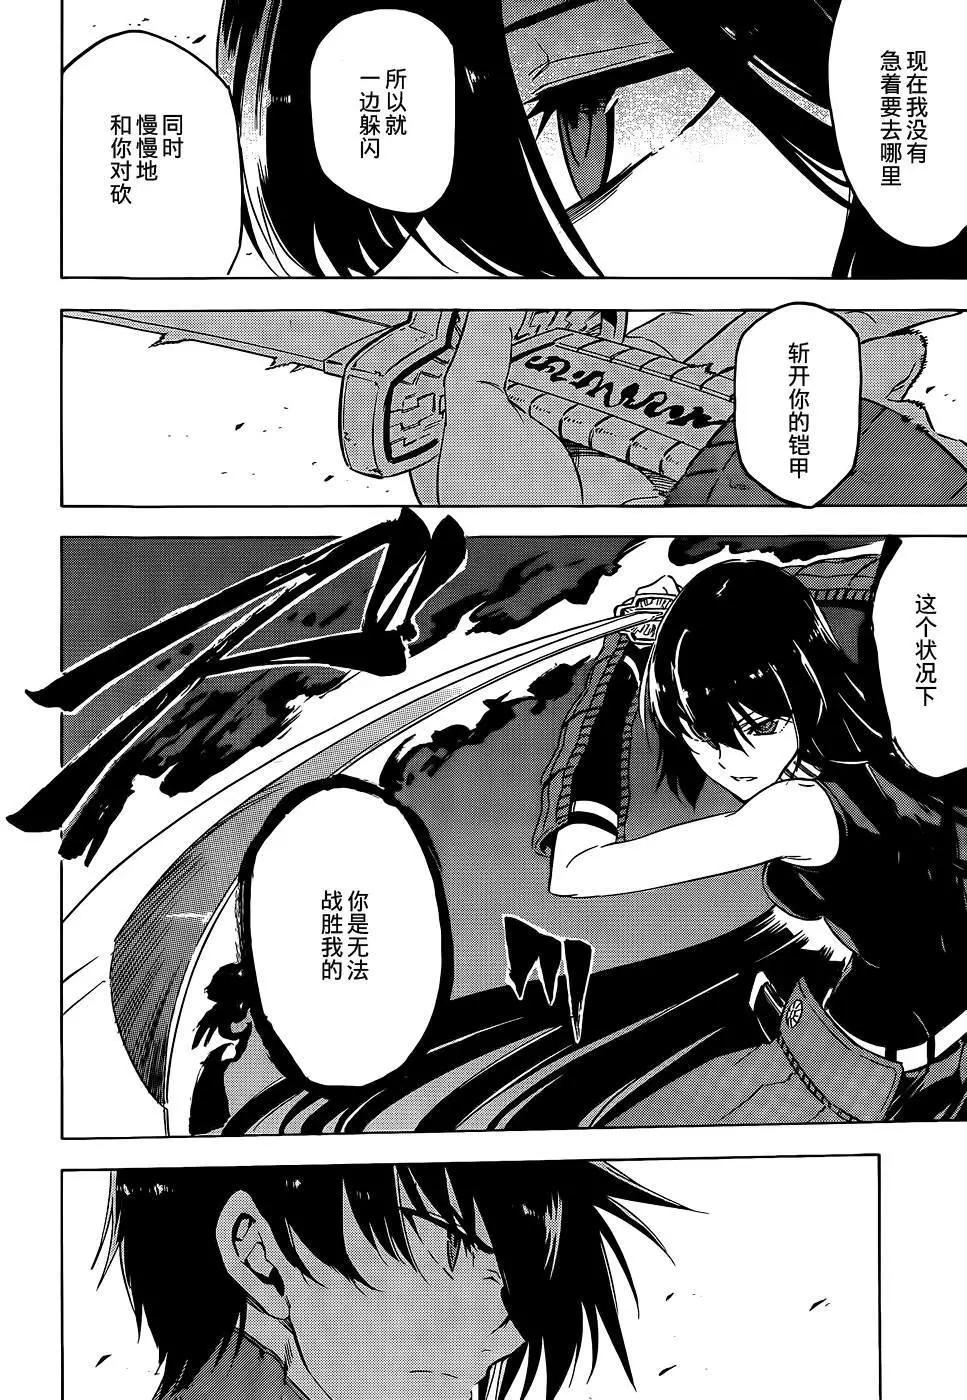 现在我没有
急着要去哪里
所以就
一边躲闪
同时
慢慢地
和你对砍
斩开你的铠甲
这个状况下
你是无法
战胜我的